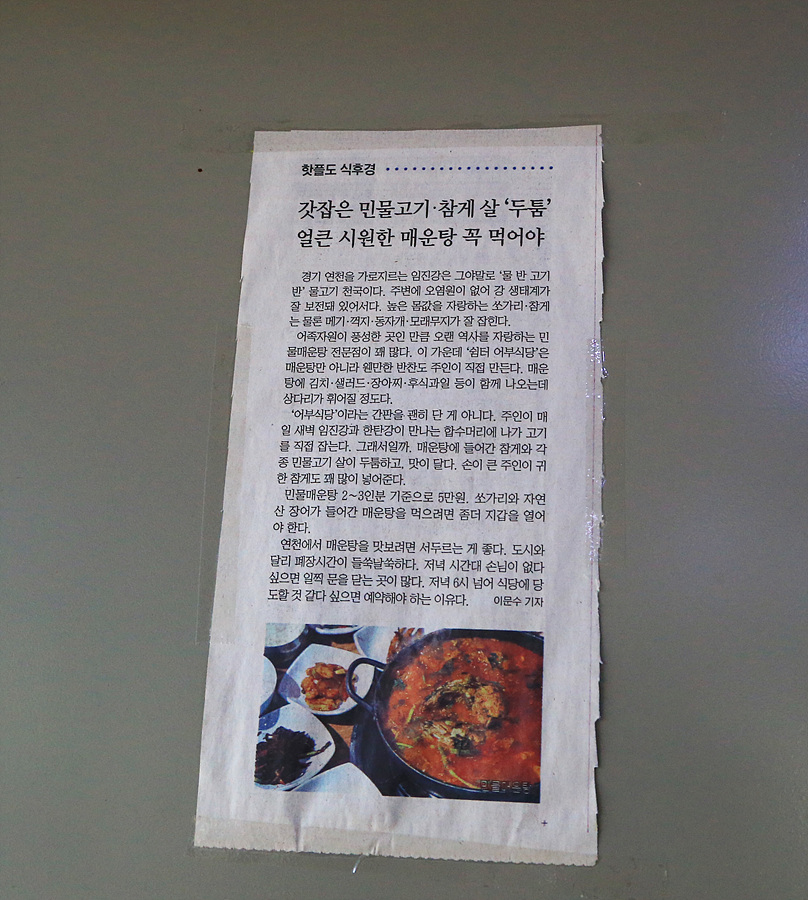 핫플도 식후경
갓잡은 민물고기·참게 살 ‘두툼’
얼큰 시원한 매운탕 꼭 먹어야
경기 연천을 가로지르는 임진강은 그야말로 ‘물 반 고기
반’ 물고기 천국이다. 주변에 오염원이 없어 강 생태계가
잘 보전돼 있어서다. 높은 몸값을 자랑하는 쏘가리·참게
는 물론 메기·꺽지·동자개·모래무지가 잘 잡힌다.
어족자원이 풍성한 곳인 만큼 오랜 역사를 자랑하는 민
물매운탕 전문점이 꽤 많다. 이 가운데 ‘쉼터 어부식당’은
매운탕만 아니라 웬만한 반찬도 주인이 직접 만든다. 매운
탕에 김치·샐러드·장아찌·후식과일 등이 함께 나오는데
상다리가 휘어질 정도다.
‘어부식당’이라는 간판을 괜히 단 게 아니다. 주인이 매
일 새벽 임진강과 한탄강이 만나는 합수머리에 나가 고기
를 직접 잡는다. 그래서일까. 매운탕에 들어간 참게와 각
종 민물고기 살이 두툼하고, 맛이 달다. 손이 큰 주인이 귀
한 참게도 꽤 많이 넣어준다.
민물매운탕 2～3인분 기준으로 5만원. 쏘가리와 자연
산 장어가 들어간 매운탕을 먹으려면 좀더 지갑을 열어
야 한다.
연천에서 매운탕을 맛보려면 서두르는 게 좋다. 도시와
달리 폐장시간이 들쑥날쑥하다. 저녁 시간대 손님이 없다
싶으면 일찍 문을 닫는 곳이 많다. 저녁 6시 넘어 식당에 당
도할 것 같다 싶으면 예약해야 하는 이유다. 이문수 기자